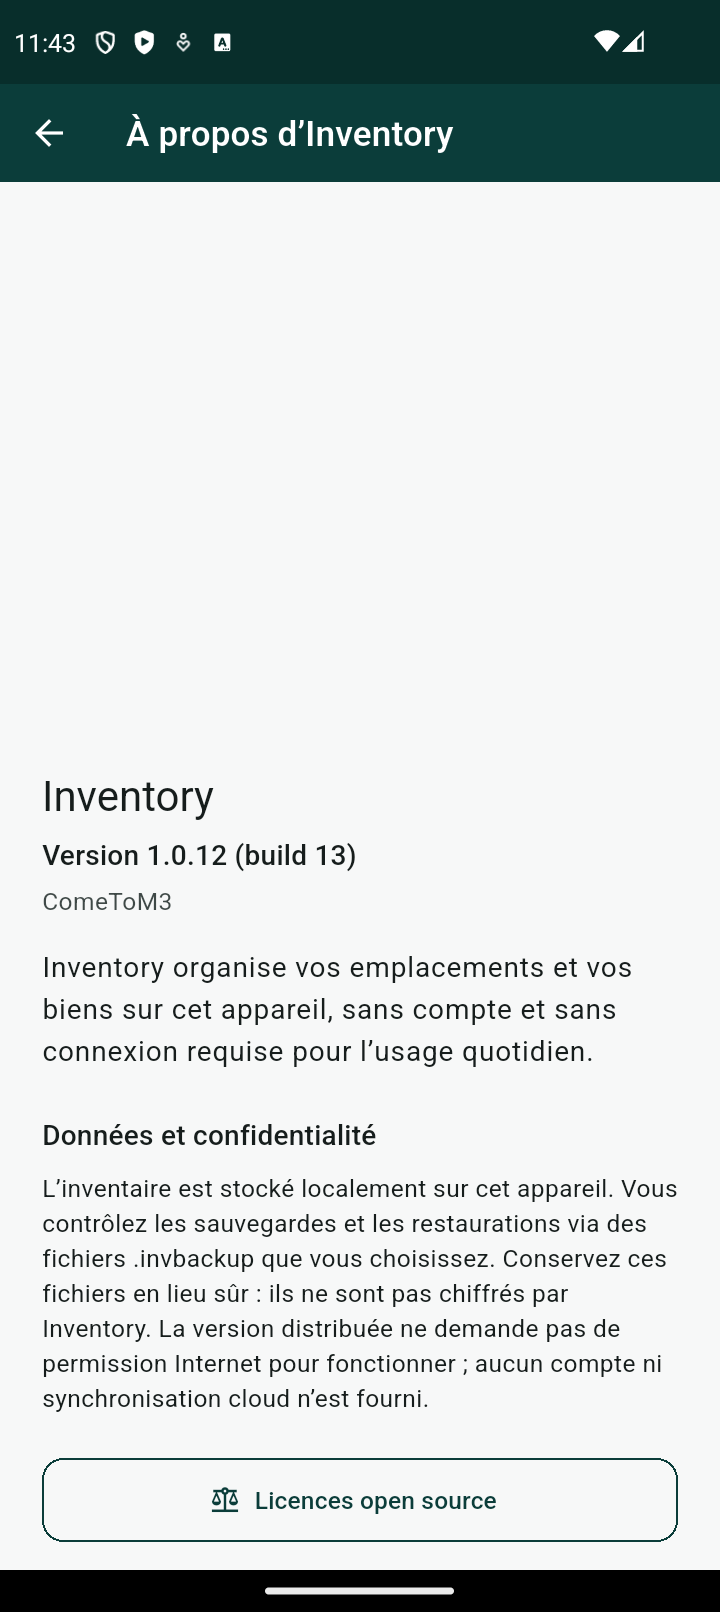 11:43
À propos d’Inventory
Inventory
Version 1.0.12 (build 13)
ComeToM3
Inventory organise vos emplacements et vos
biens sur cet appareil, sans compte et sans
connexion requise pour l’usage quotidien.
Données et confidentialité
L’inventaire est stocké localement sur cet appareil. Vous
contrôlez les sauvegardes et les restaurations via des
fichiers .invbackup que vous choisissez. Conservez ces
fichiers en lieu sûr : ils ne sont pas chiffrés par
Inventory. La version distribuée ne demande pas de
permission Internet pour fonctionner ; aucun compte ni
synchronisation cloud n’est fourni.
Licences open source